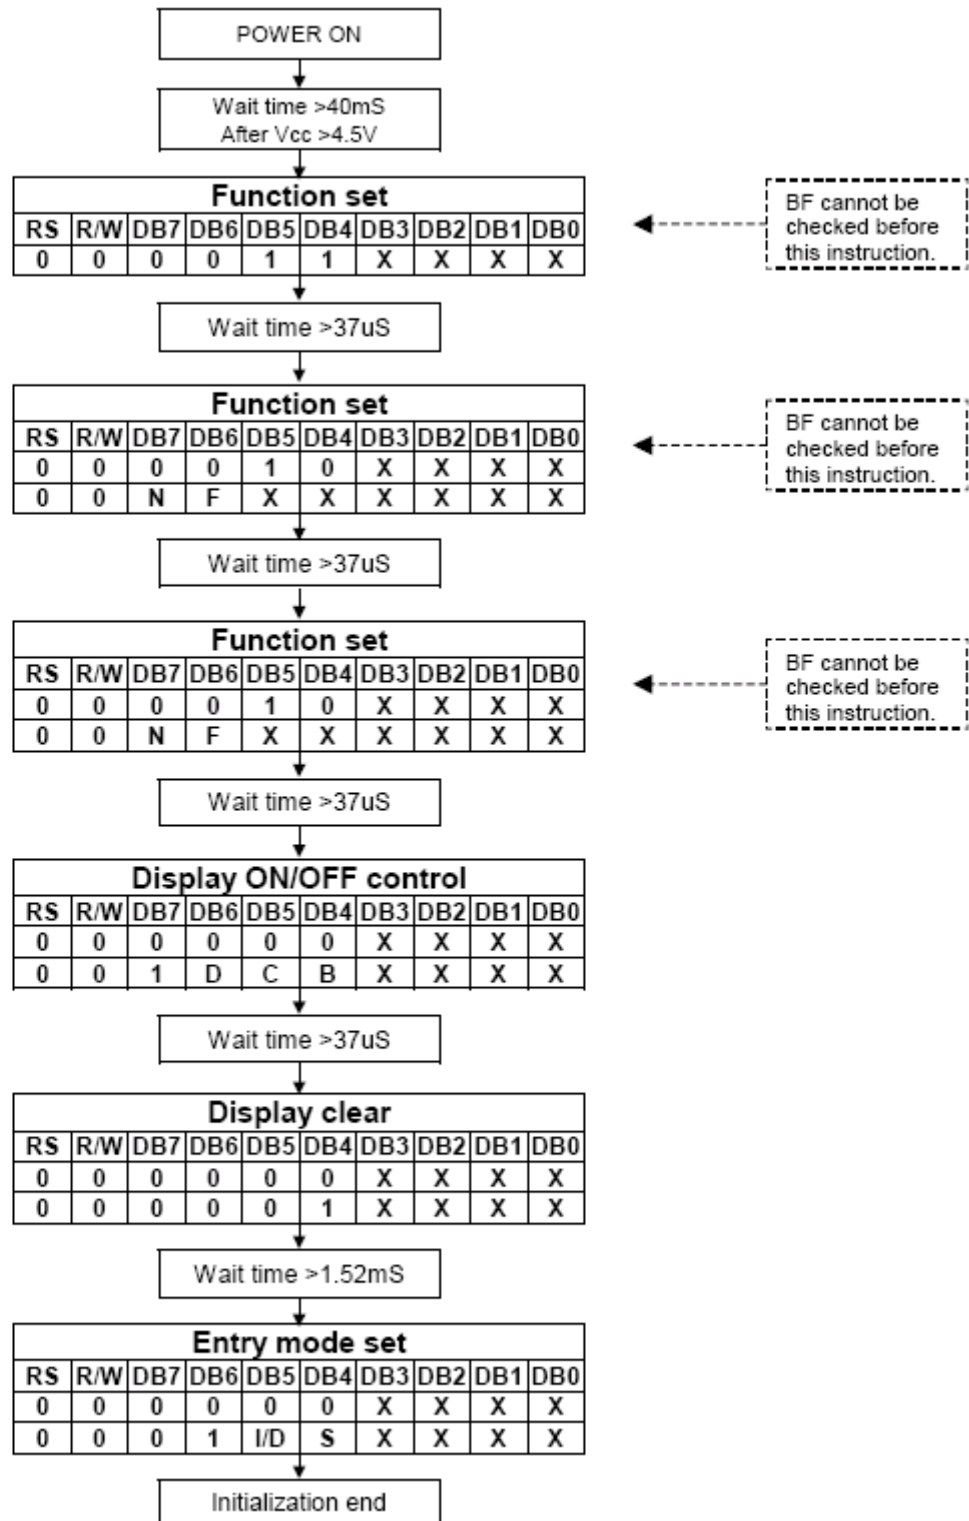 POWER ON
Wait time >40mS
After Vcc >4.5V
Function set
RS R/W DB7 DB6 DB5 DB4 DB3 DB2 DB1 DB0
0 0 0 0 1 1 X X X X
BF cannot be
checked before
this instruction.
Wait time >37uS
Function set
RS R/W DB7 DB6 DB5 DB4 DB3 DB2 DB1 DB0
0 0 0 0 1 0 X X X X
0 0 N F X X X X X X
BF cannot be
checked before
this instruction.
Wait time >37uS
Function set
RS R/W DB7 DB6 DB5 DB4 DB3 DB2 DB1 DB0
0 0 0 0 1 0 X X X X
0 0 N F X X X X X X
BF cannot be
checked before
this instruction.
Wait time >37uS
Display ON/OFF control
RS R/W DB7 DB6 DB5 DB4 DB3 DB2 DB1 DB0
0 0 0 0 0 0 X X X X
0 0 1 D C B X X X X
Wait time >37uS
Display clear
RS R/W DB7 DB6 DB5 DB4 DB3 DB2 DB1 DB0
0 0 0 0 0 0 X X X X
0 0 0 0 0 1 X X X X
Wait time >1.52mS
Entry mode set
RS R/W DB7 DB6 DB5 DB4 DB3 DB2 DB1 DB0
0 0 0 0 0 0 X X X X
0 0 0 1 I/D S X X X X
Initialization end